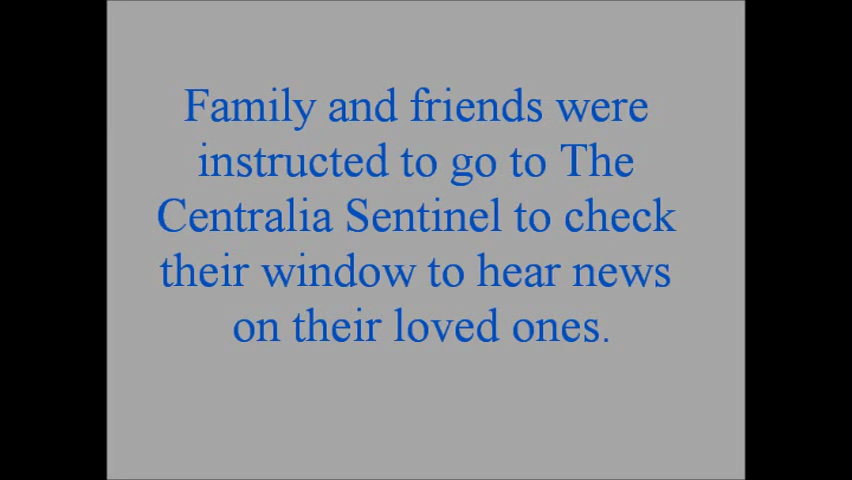 Family and friends were
instructed to go to The
Centralia Sentinel to check
their window to hear news
on their loved ones.